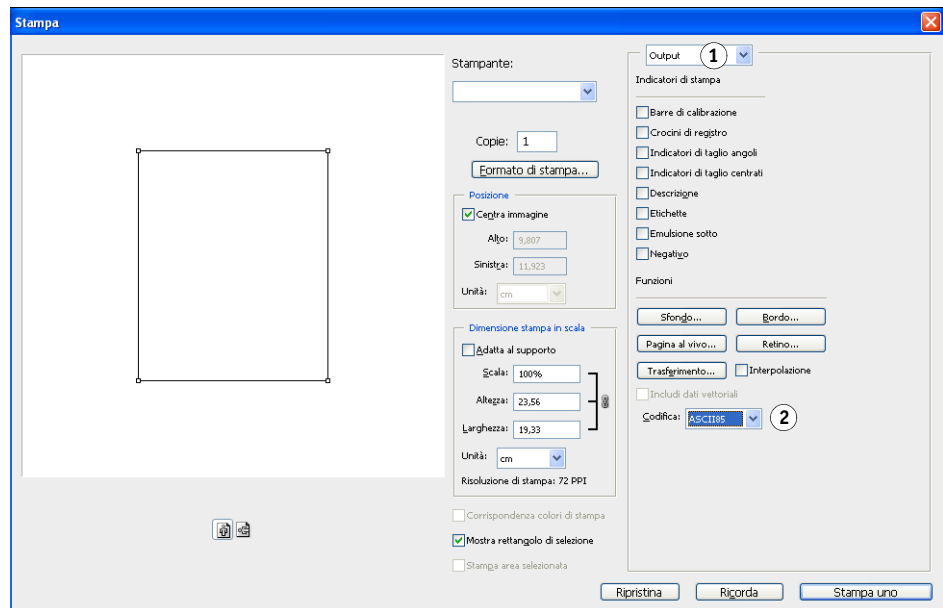 Stampa
Stampante:
Copie: 1
Formato di stampa...
Posizione
Centra immagine
Alto: 9,807
Sinistra: 11,923
Unità: cm
Dimensione stampa in scala
Adatta al supporto
Scala: 100%
Altezza: 23,56
Larghezza: 19,33
Unità: cm
Risoluzione di stampa: 72 PPI
Corrispondenza colori di stampa
Mostra rettangolo di selezione
Stampa area selezionata
Output 1
Indicatori di stampa
Barre di calibrazione
Crocini di registro
Indicatori di taglio angoli
Indicatori di taglio centrati
Descrizione
Etichette
Emulsione sotto
Negativo
Funzioni
Sfondo... Bordo...
Pagina al vivo... Retino...
Trasferimento... Interpolazione
Includi dati vettoriali
Codifica: ASCII85 2
Ripristina Ricorda Stampa uno